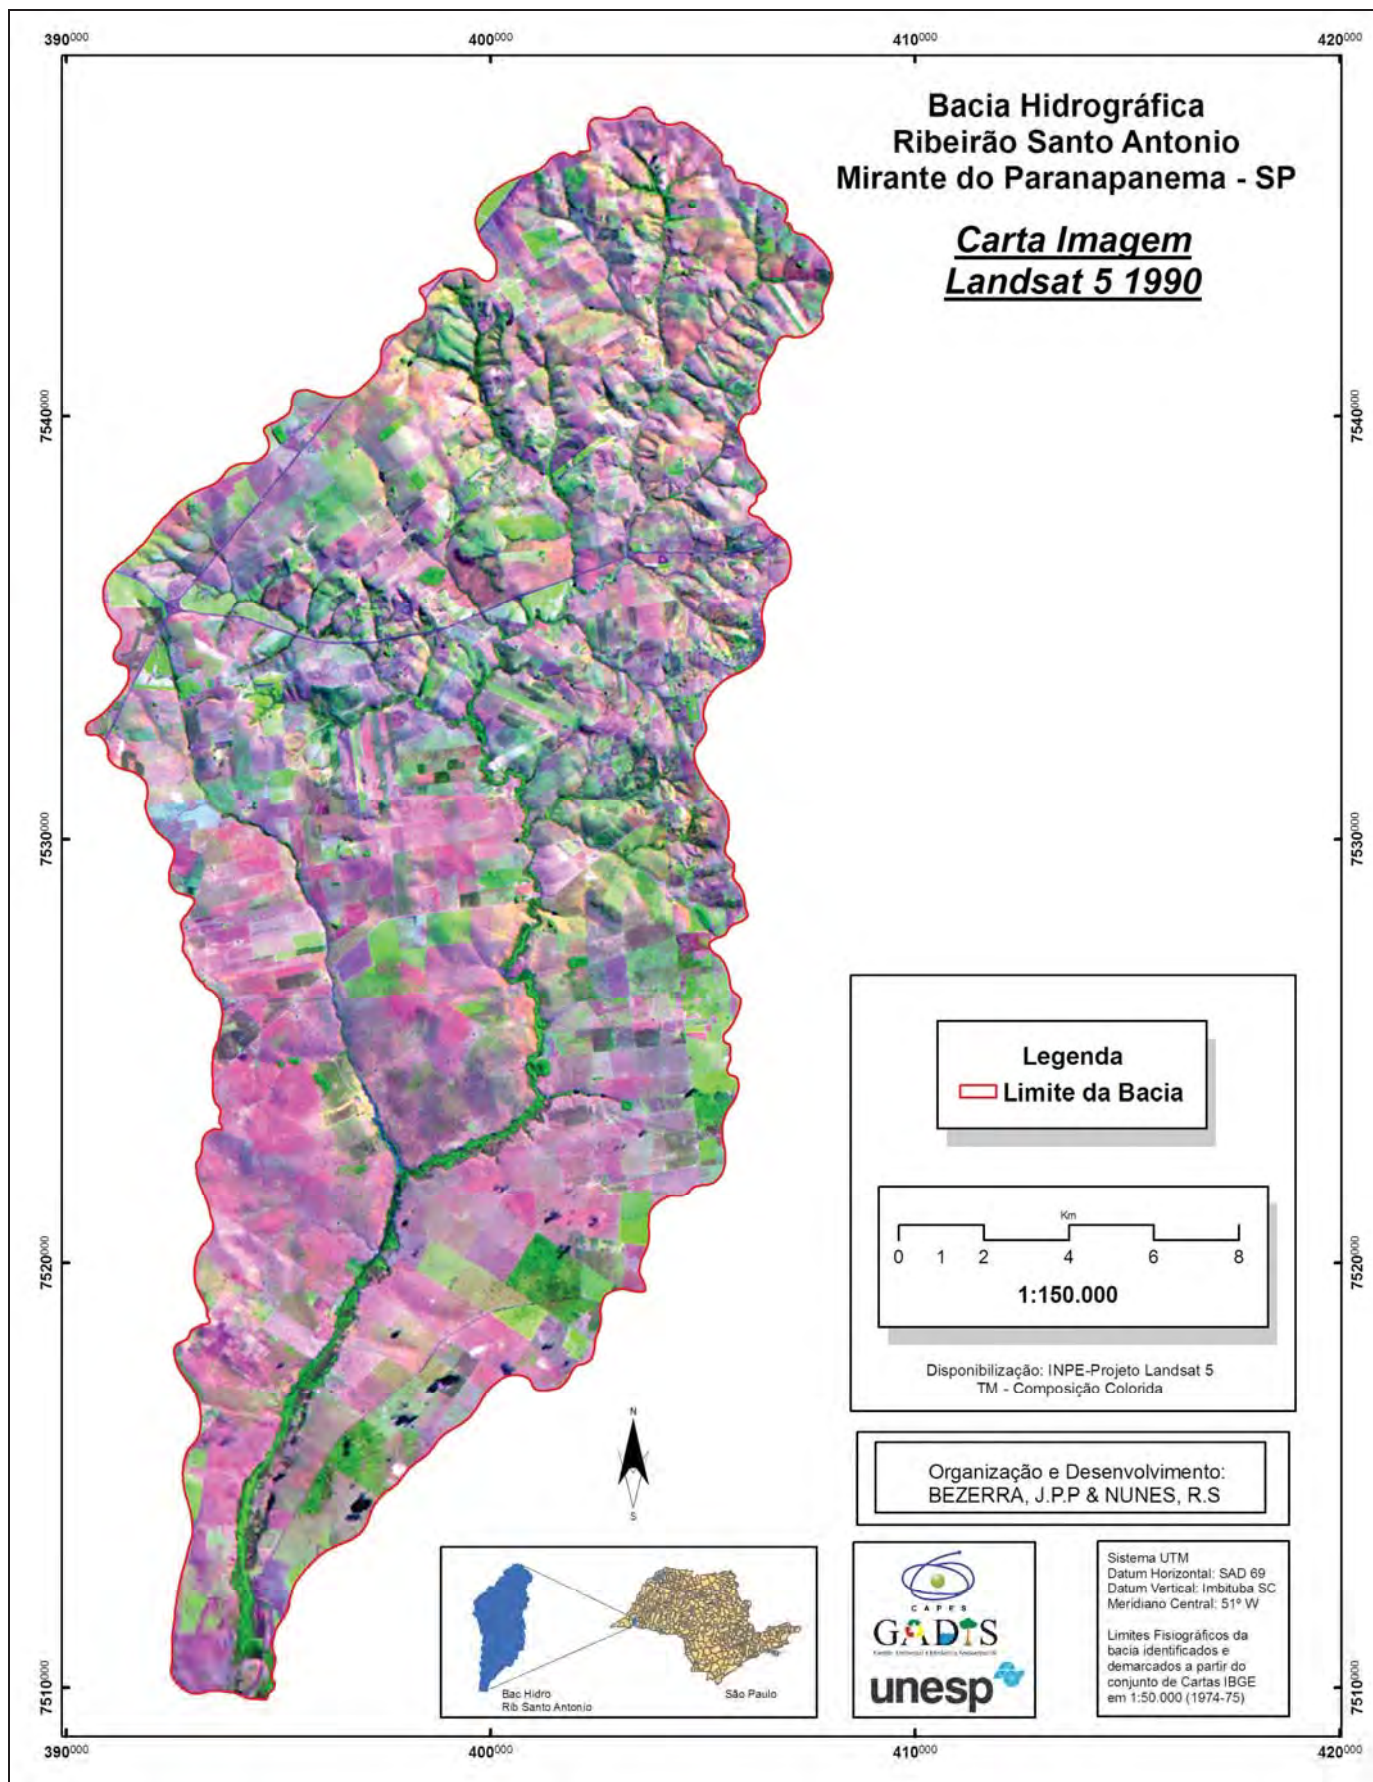 390000
400000
410000
420000
Bacia Hidrográfica
Ribeirão Santo Antonio
Mirante do Paranapanema - SP
Carta Imagem
Landsat 5 1990
7540000
7540000
7530000
7530000
7520000
7520000
7510000
7510000
Legenda
Limite da Bacia
Km
0 1 2 4 6 8
1:150.000
Disponibilização: INPE-Projeto Landsat 5
TM - Composição Colorida
Organização e Desenvolvimento:
BEZERRA, J.P.P & NUNES, R.S
N
S
Bac Hidro
Rib Santo Antonio
São Paulo
CAPES
GADIS
unesp
Sistema UTM
Datum Horizontal: SAD 69
Datum Vertical: Imbituba SC
Meridiano Central: 51º W
Limites Fisiográficos da
bacia identificados e
demarcados a partir do
conjunto de Cartas IBGE
em 1:50.000 (1974-75)
390000
400000
410000
420000